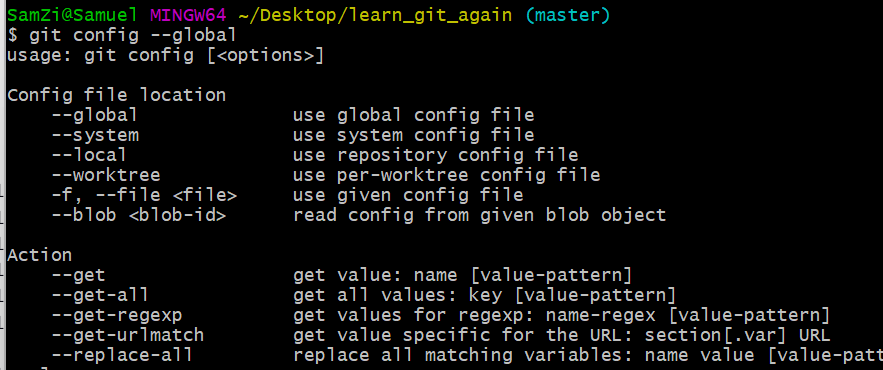 SamZi@Samuel MINGW64 ~/Desktop/learn_git_again (master)
$ git config --global
usage: git config [<options>]

Config file location
    --global              use global config file
    --system              use system config file
    --local               use repository config file
    --worktree            use per-worktree config file
    -f, --file <file>     use given config file
    --blob <blob-id>      read config from given blob object

Action
    --get                 get value: name [value-pattern]
    --get-all             get all values: key [value-pattern]
    --get-regexp          get values for regexp: name-regex [value-pattern]
    --get-urlmatch        get value specific for the URL: section[.var] URL
    --replace-all         replace all matching variables: name value [value-patt